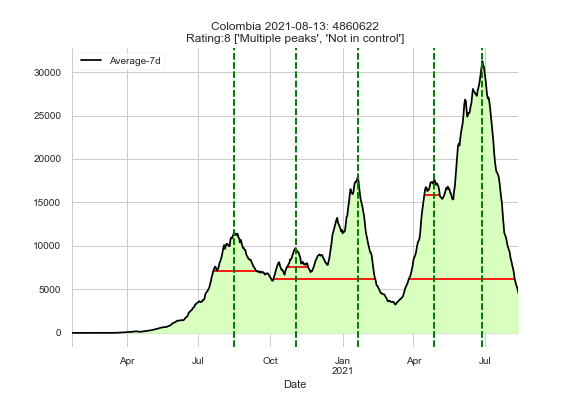 Colombia 2021-08-13: 4860622
Rating:8 ['Multiple peaks', 'Not in control']
Average-7d
30000
25000
20000
15000
10000
5000
0
Apr
Jul
Oct
Jan
2021
Apr
Jul
Date